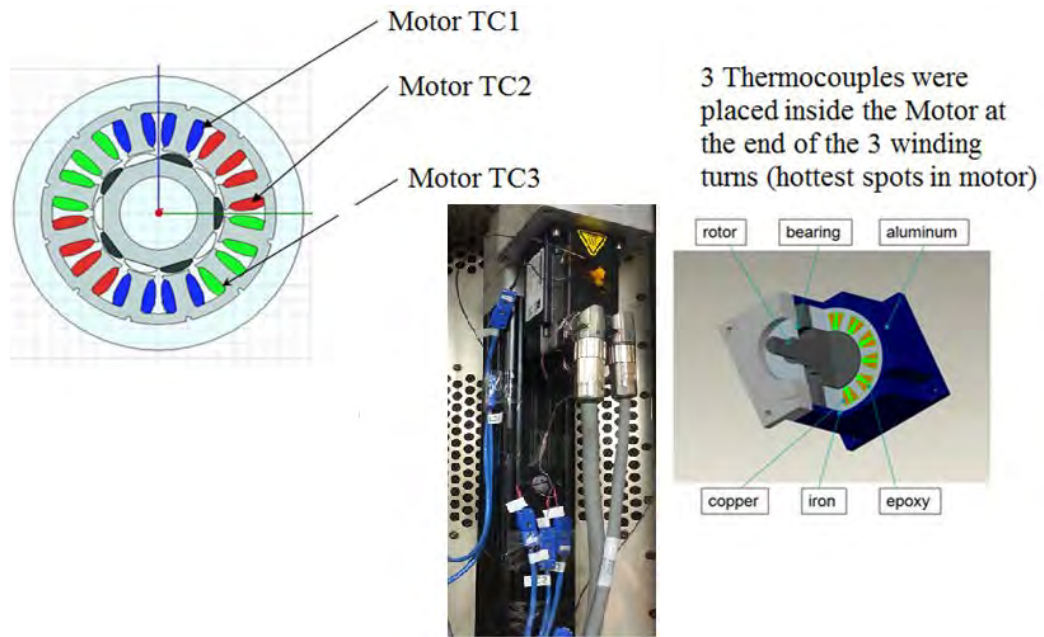 Motor TC1
Motor TC2
Motor TC3
3 Thermocouples were
placed inside the Motor at
the end of the 3 winding
turns (hottest spots in motor)
rotor
bearing
aluminum
copper
iron
epoxy